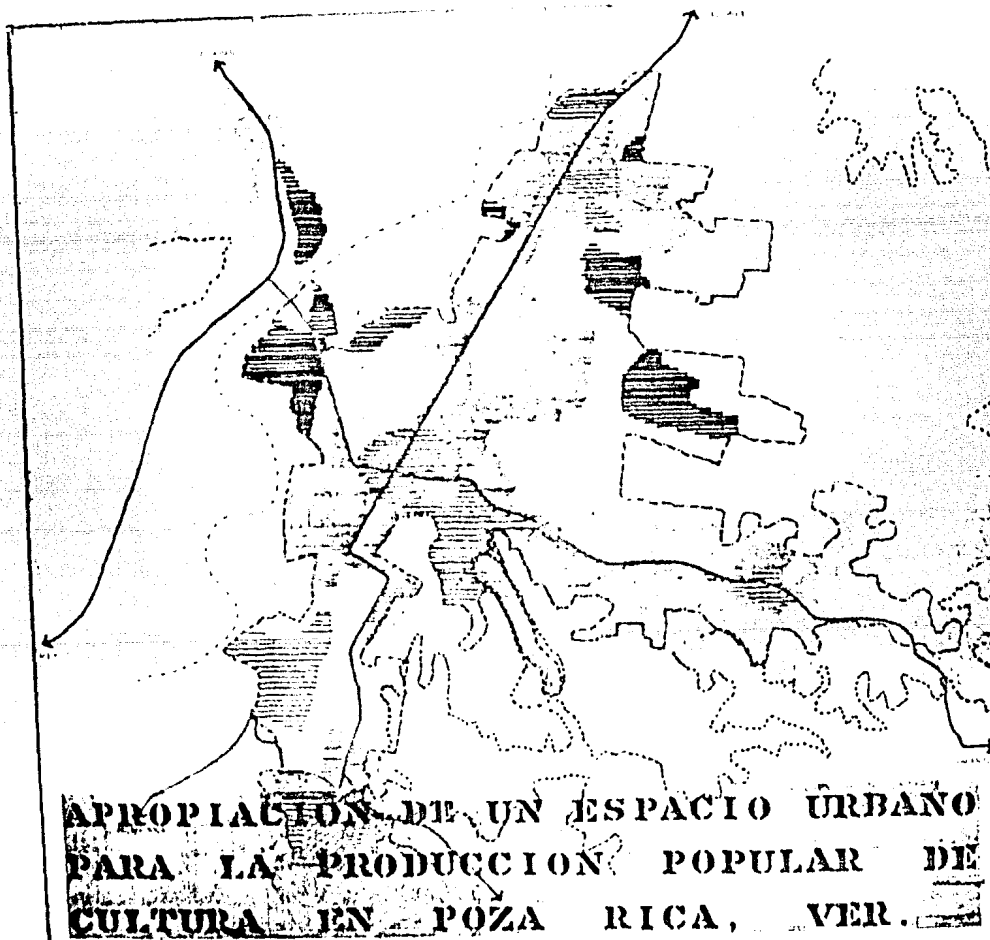 APROPIACION DE UN ESPACIO URBANO
PARA LA PRODUCCION POPULAR DE
CULTURA EN POZA RICA, VER.